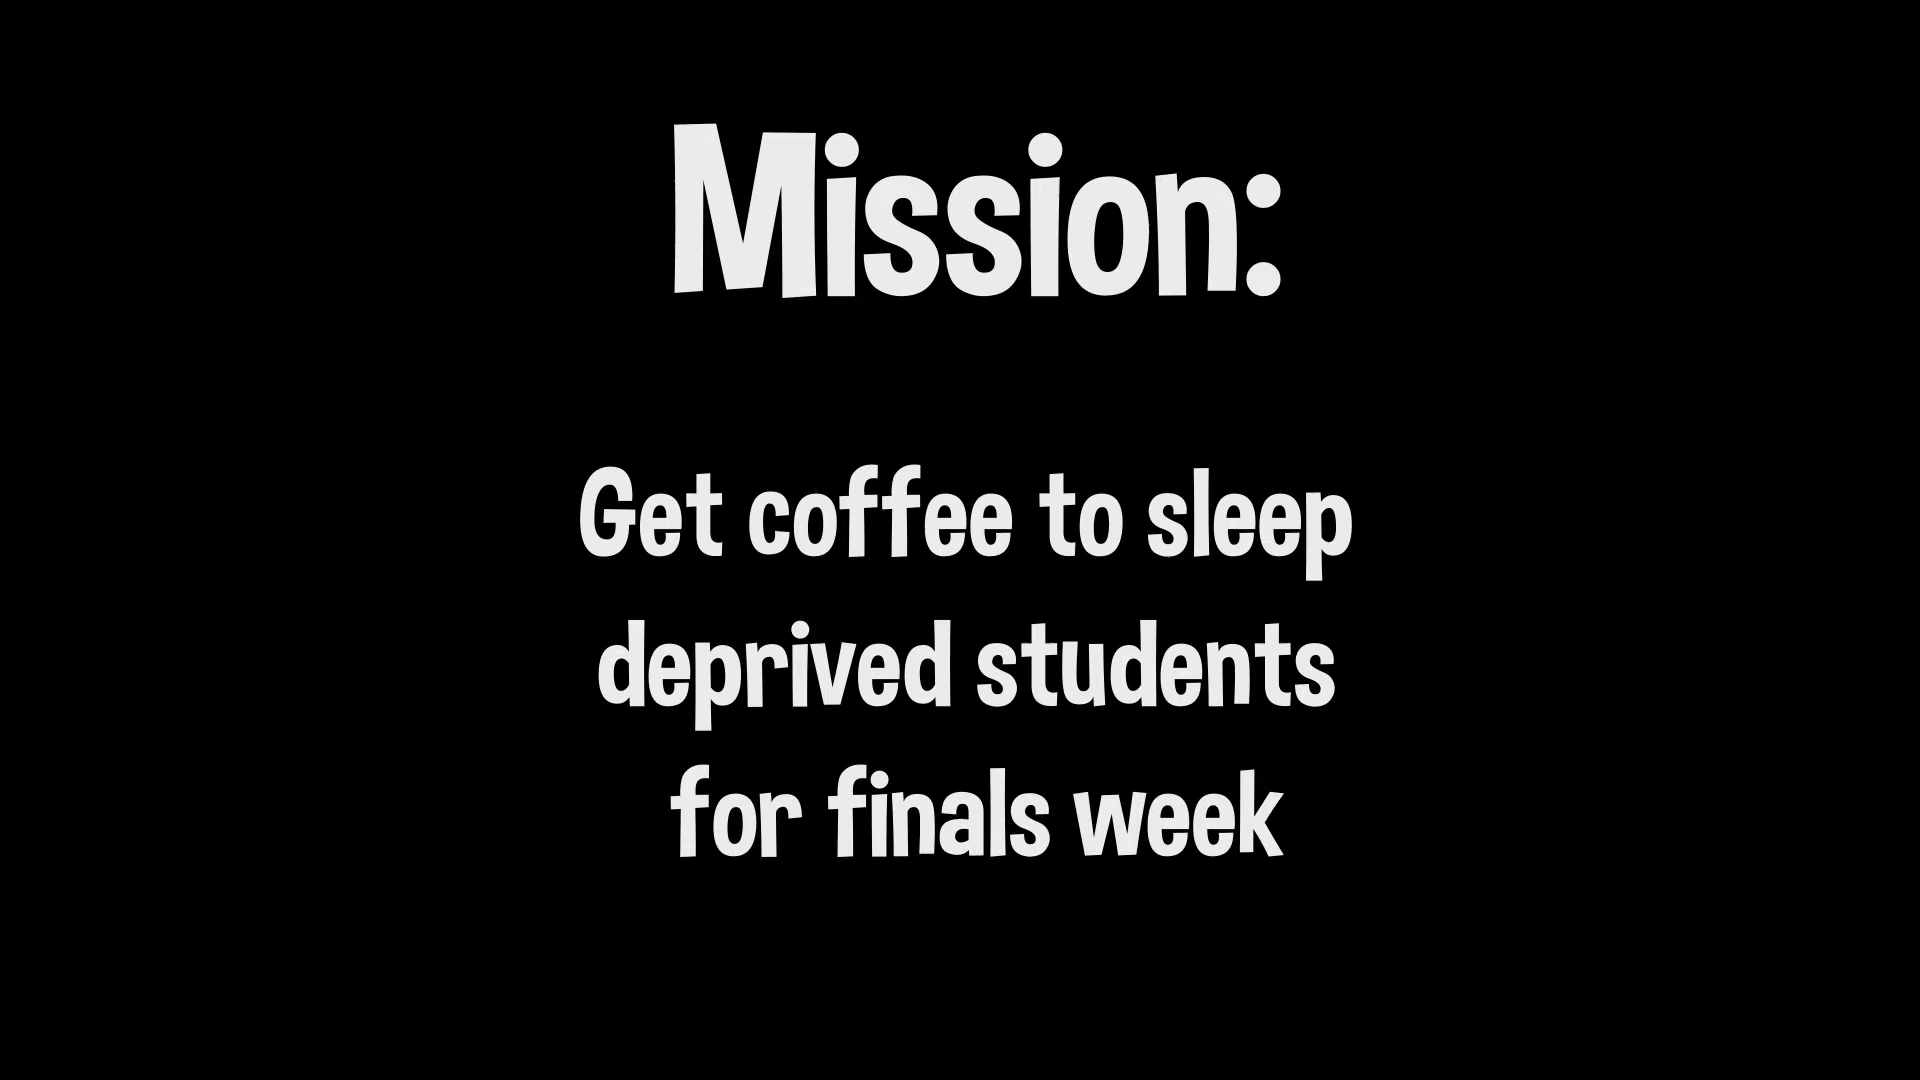 Mission:
Get coffee to sleep
deprived students
for finals week